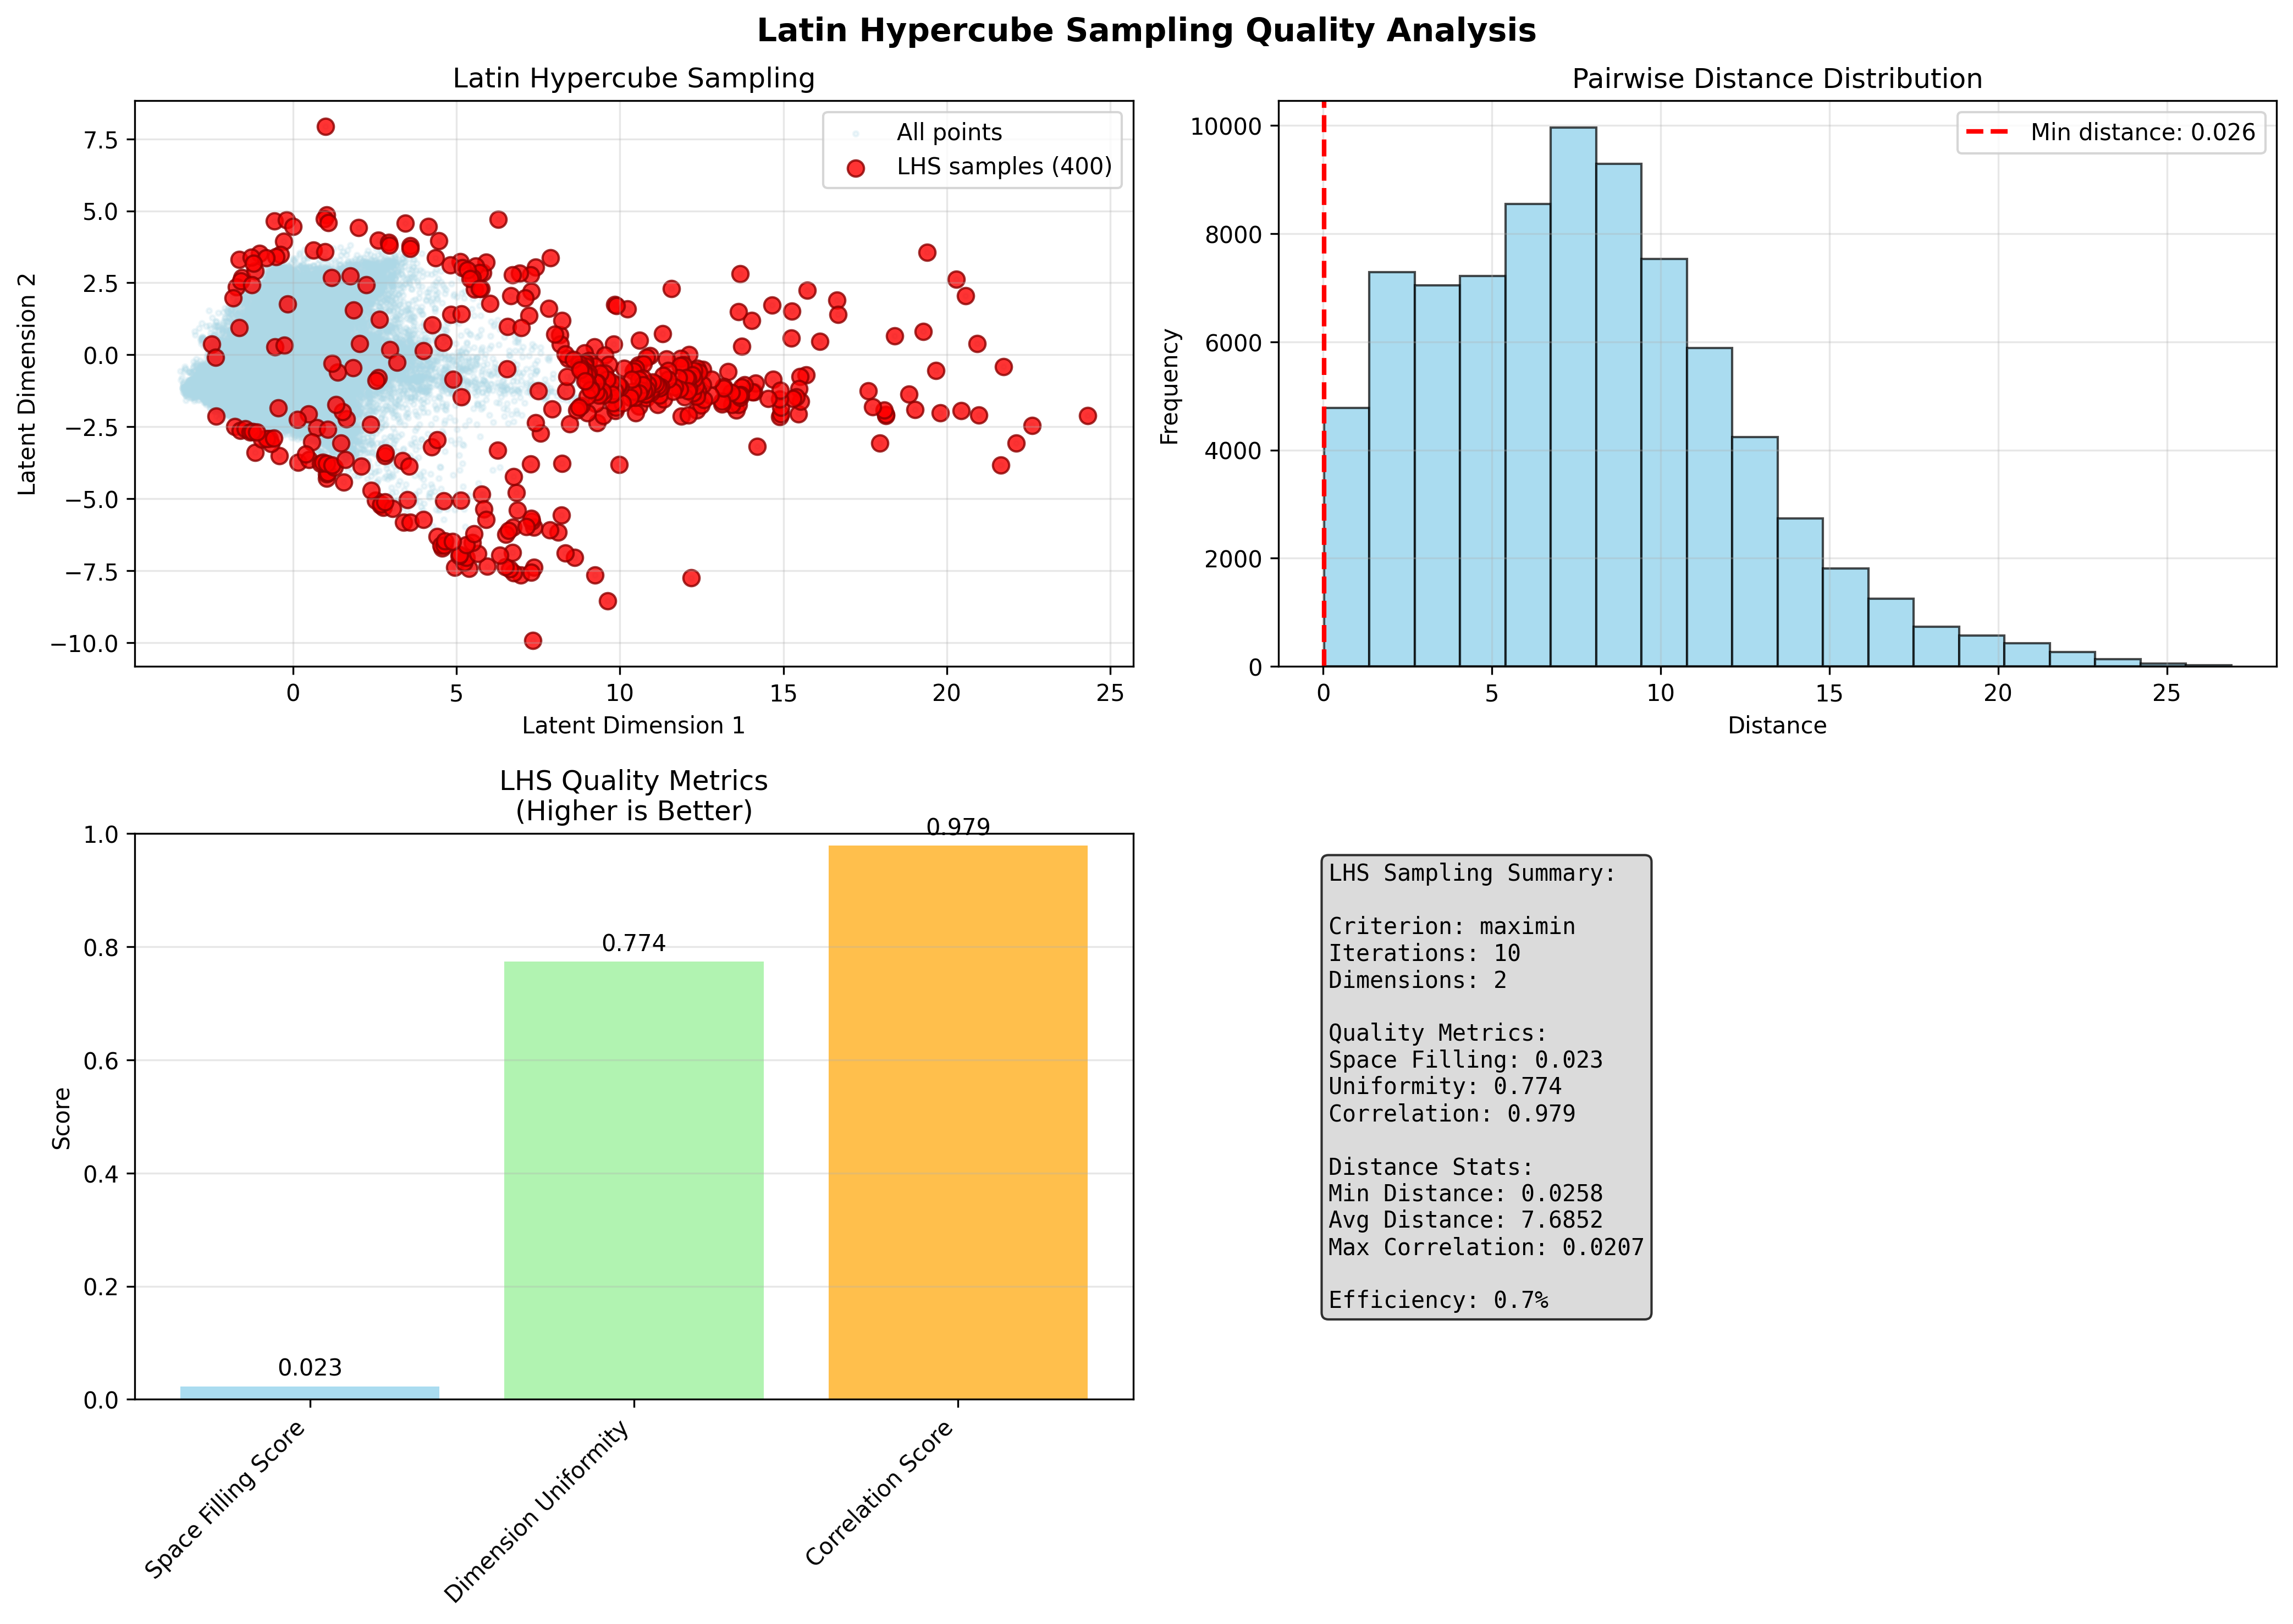 Latin Hypercube Sampling Quality Analysis
Latin Hypercube Sampling
7.5
5.0
2.5
0.0
−2.5
−5.0
−7.5
−10.0
Latent Dimension 2
0 5 10 15 20 25
Latent Dimension 1
All points
LHS samples (400)
Pairwise Distance Distribution
10000
8000
6000
4000
2000
0
Frequency
0 5 10 15 20 25
Distance
Min distance: 0.026
LHS Quality Metrics
(Higher is Better)
1.0
0.8
0.6
0.4
0.2
0.0
Score
0.023
0.774
0.979
Space Filling Score
Dimension Uniformity
Correlation Score
LHS Sampling Summary:
Criterion: maximin
Iterations: 10
Dimensions: 2
Quality Metrics:
Space Filling: 0.023
Uniformity: 0.774
Correlation: 0.979
Distance Stats:
Min Distance: 0.0258
Avg Distance: 7.6852
Max Correlation: 0.0207
Efficiency: 0.7%